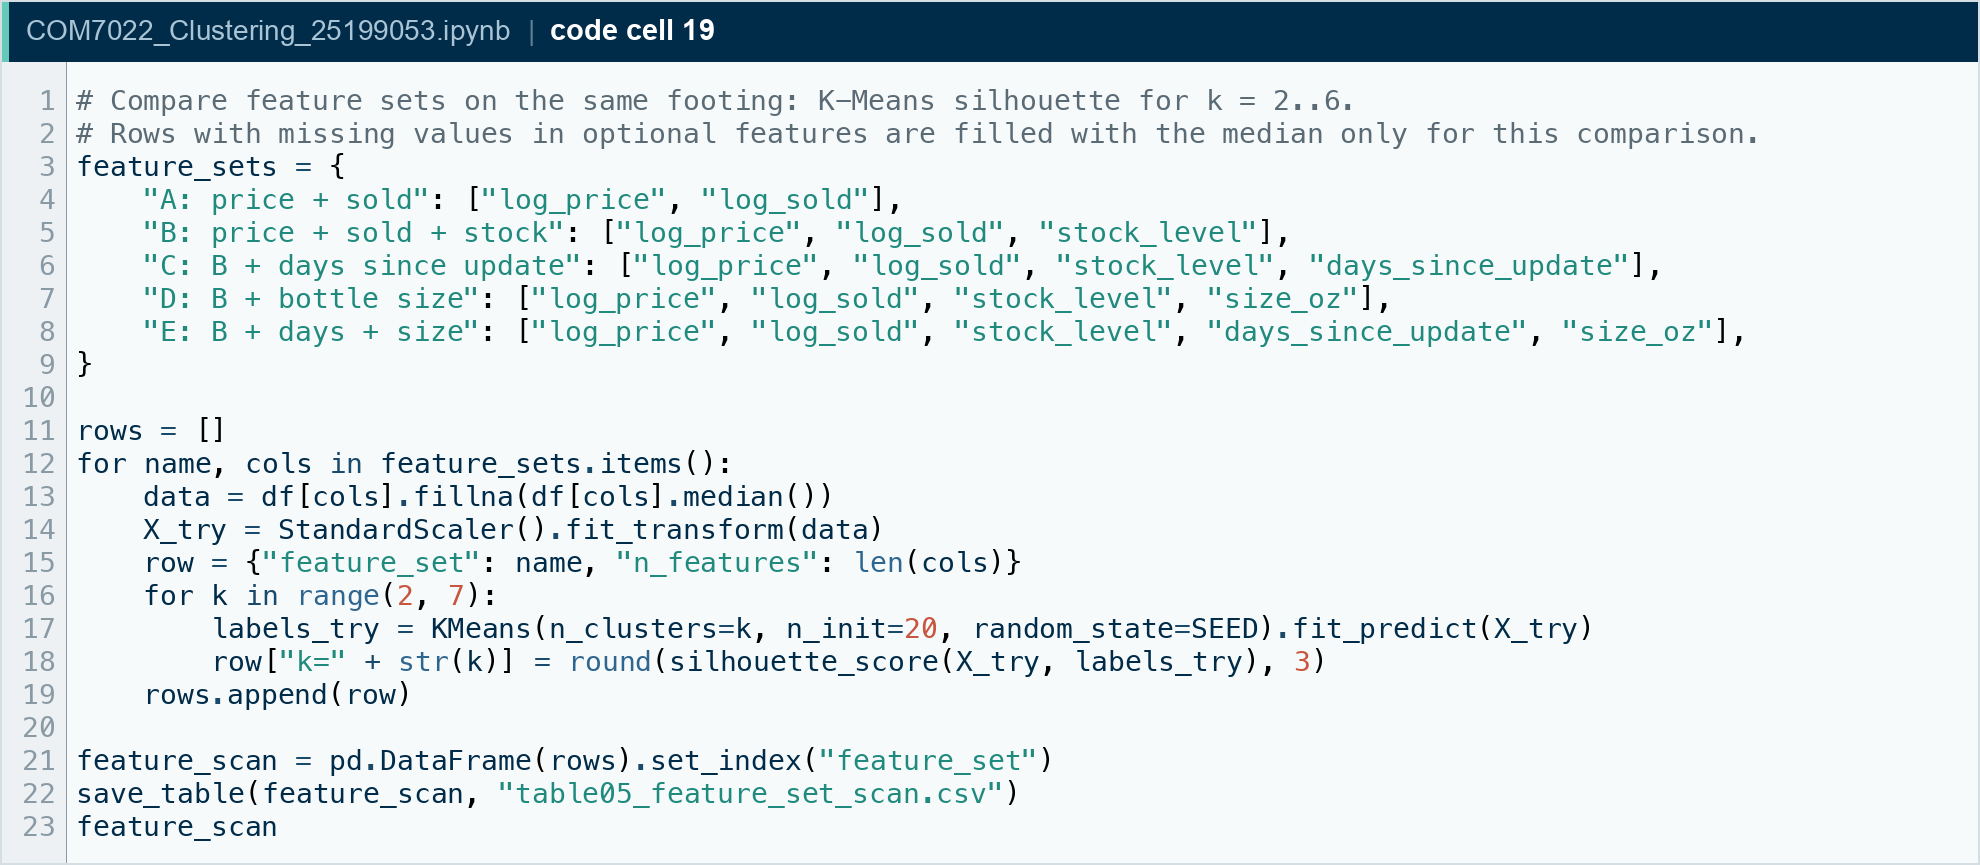 COM7022_Clustering_25199053.ipynb | code cell 19
1 # Compare feature sets on the same footing: K–Means silhouette for k = 2..6.
2 # Rows with missing values in optional features are filled with the median only for this comparison.
3 feature_sets = {
4     "A: price + sold": ["log_price", "log_sold"],
5     "B: price + sold + stock": ["log_price", "log_sold", "stock_level"],
6     "C: B + days since update": ["log_price", "log_sold", "stock_level", "days_since_update"],
7     "D: B + bottle size": ["log_price", "log_sold", "stock_level", "size_oz"],
8     "E: B + days + size": ["log_price", "log_sold", "stock_level", "days_since_update", "size_oz"],
9 }
10
11 rows = []
12 for name, cols in feature_sets.items():
13     data = df[cols].fillna(df[cols].median())
14     X_try = StandardScaler().fit_transform(data)
15     row = {"feature_set": name, "n_features": len(cols)}
16     for k in range(2, 7):
17         labels_try = KMeans(n_clusters=k, n_init=20, random_state=SEED).fit_predict(X_try)
18         row["k=" + str(k)] = round(silhouette_score(X_try, labels_try), 3)
19     rows.append(row)
20
21 feature_scan = pd.DataFrame(rows).set_index("feature_set")
22 save_table(feature_scan, "table05_feature_set_scan.csv")
23 feature_scan